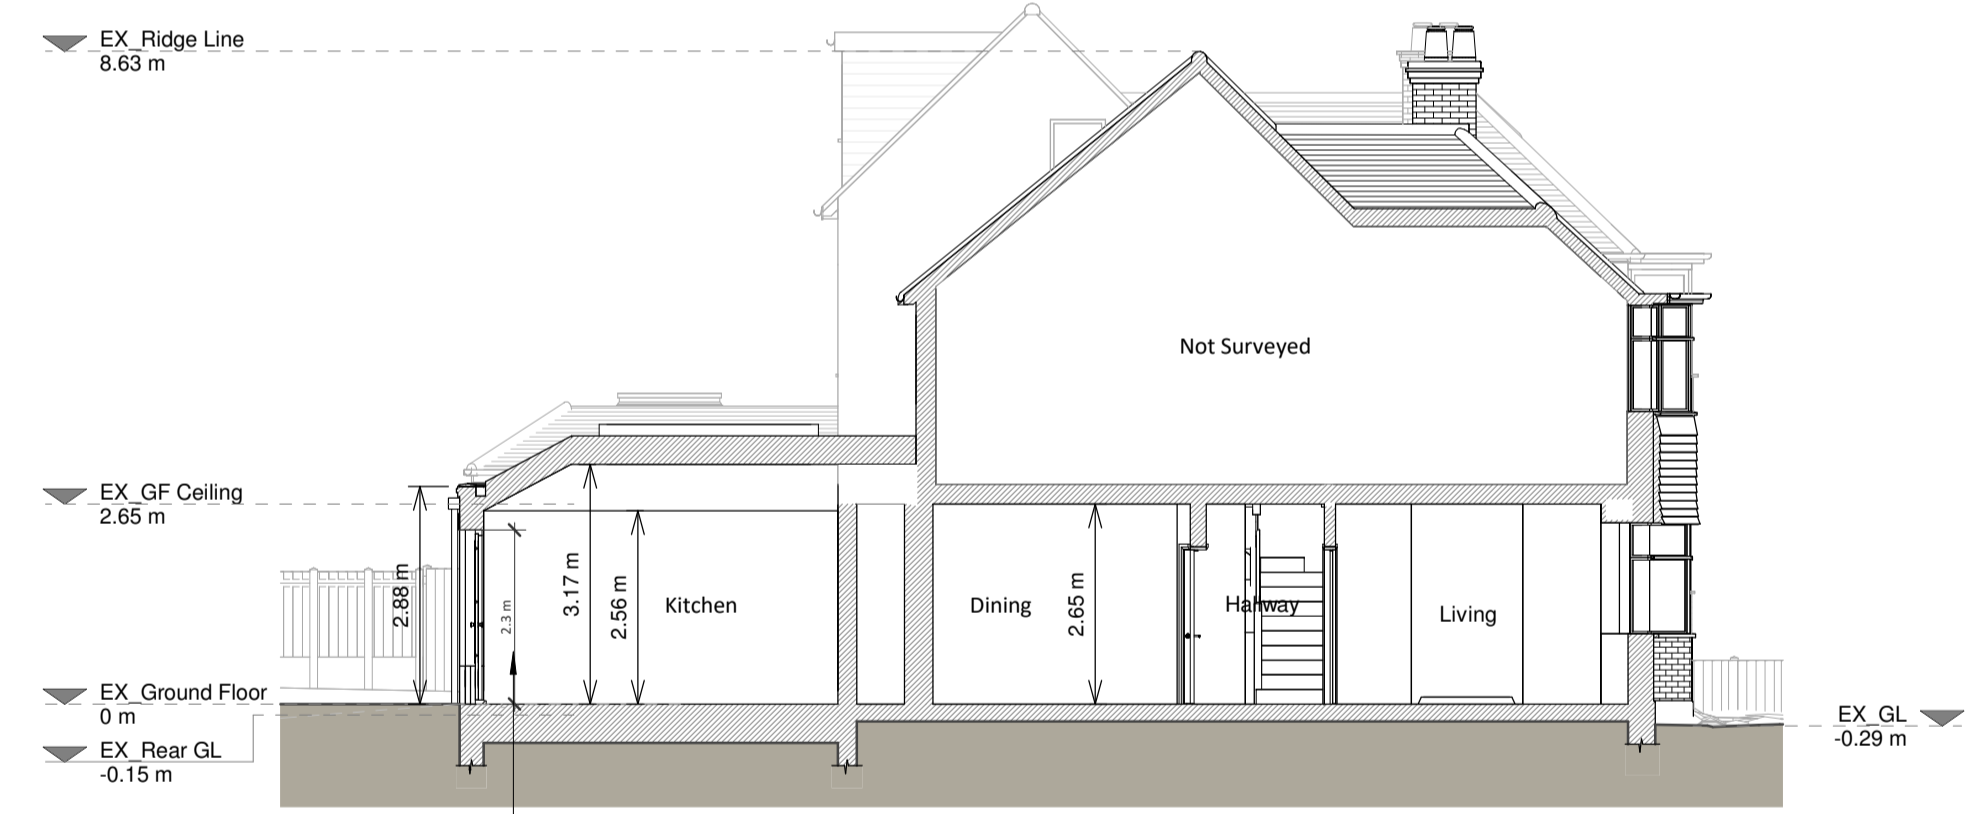 EX_Ridge Line
8.63 m
Not Surveyed
EX_GF Ceiling
2.65 m
2.88 m
2.3 m
3.17 m
2.56 m
Kitchen
Dining
2.65 m
Hallway
Living
EX_Ground Floor
0 m
EX_Rear GL
-0.15 m
EX_GL
-0.29 m